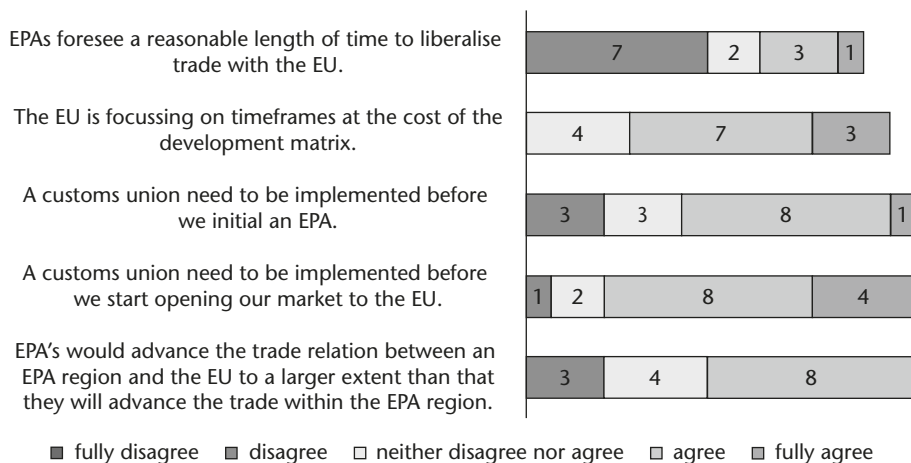 EPAs foresee a reasonable length of time to liberalise
trade with the EU.
7 2 3 1
The EU is focussing on timeframes at the cost of the
development matrix.
4 7 3
A customs union need to be implemented before
we initial an EPA.
3 3 8 1
A customs union need to be implemented before
we start opening our market to the EU.
1 2 8 4
EPA’s would advance the trade relation between an
EPA region and the EU to a larger extent than that
they will advance the trade within the EPA region.
3 4 8
fully disagree disagree neither disagree nor agree agree fully agree